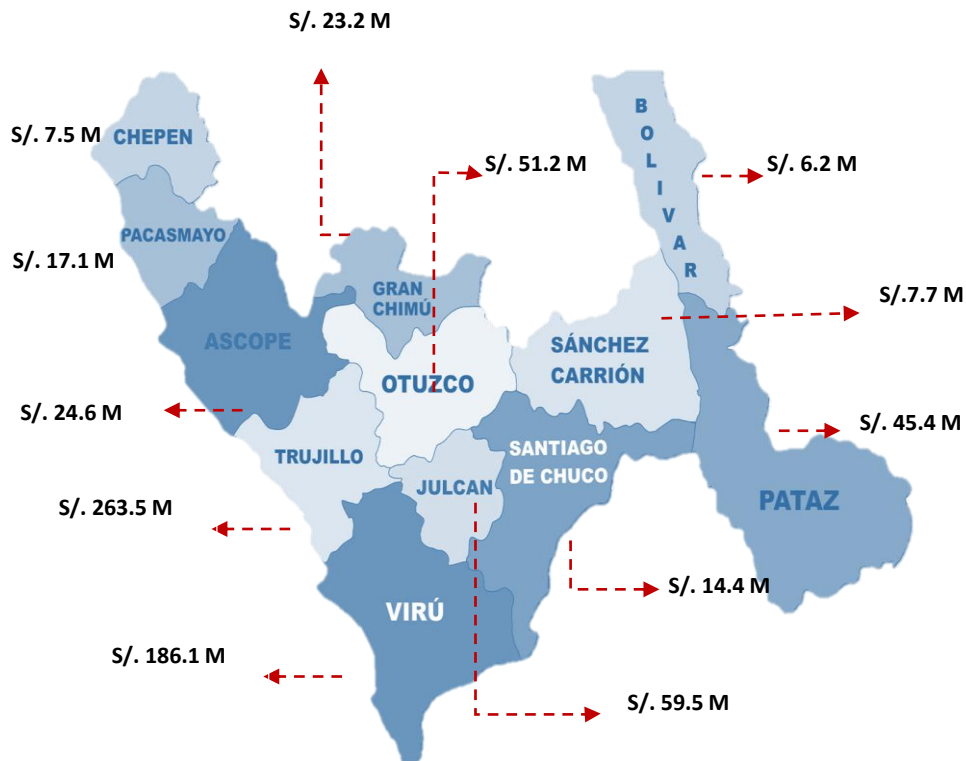 S/. 23.2 M
S/. 7.5 M
CHEPEN
BOLIVAR
S/. 51.2 M
S/. 6.2 M
PACASMAYO
S/. 17.1 M
GRAN
CHIMÚ
S/.7.7 M
ASCOPE
SÁNCHEZ
CARRIÓN
OTUZCO
S/. 24.6 M
S/. 45.4 M
TRUJILLO
SANTIAGO
DE CHUCO
JULCAN
PATAZ
S/. 263.5 M
S/. 14.4 M
VIRÚ
S/. 186.1 M
S/. 59.5 M